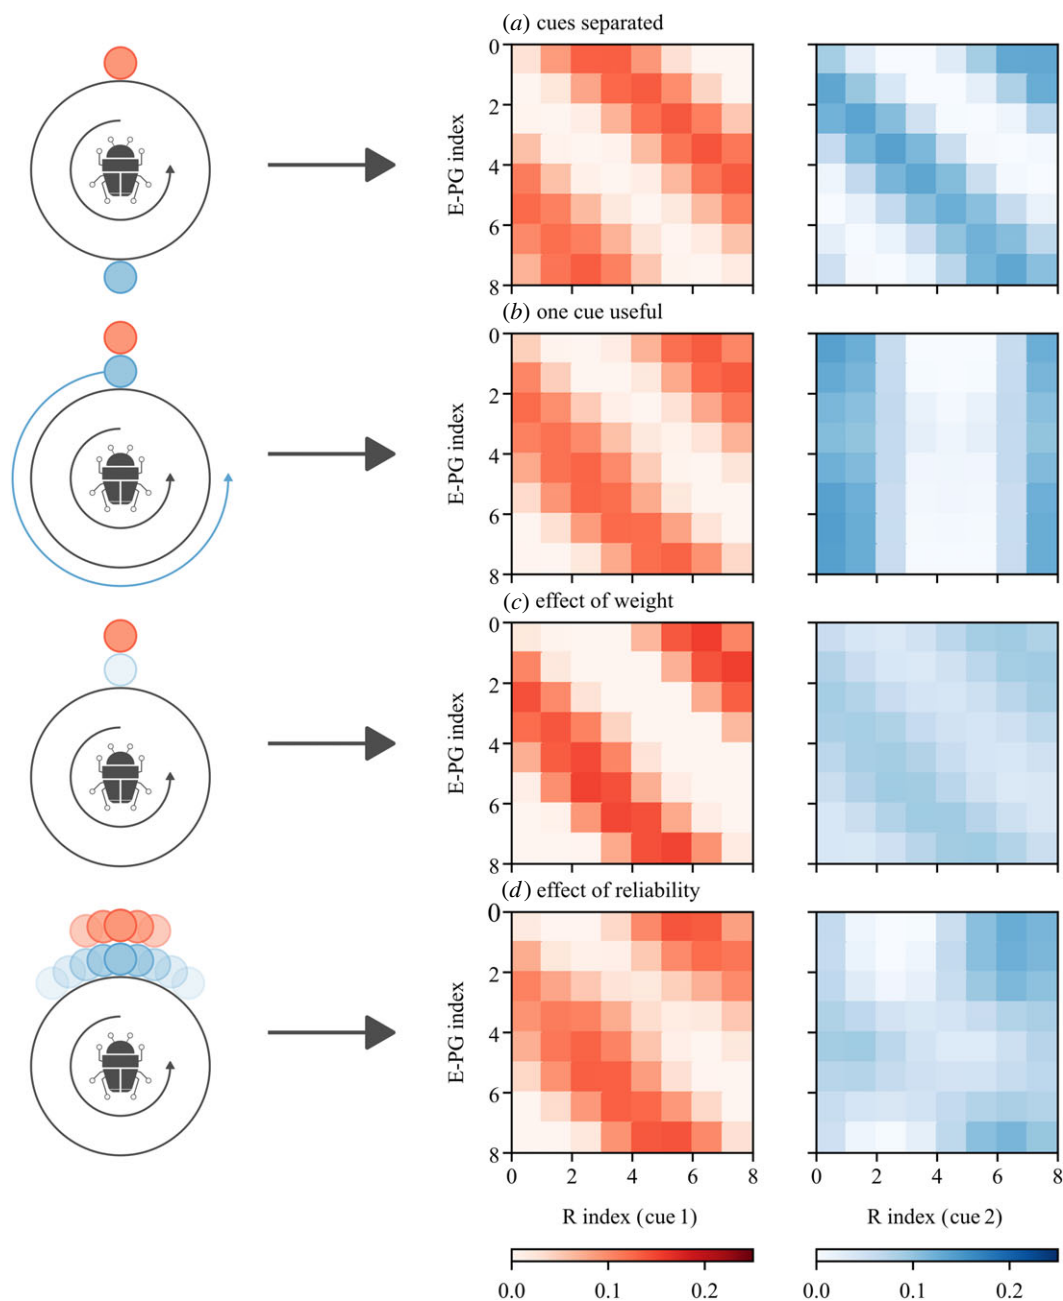 (a) cues separated
0
2
4
6
8
E-PG index
(b) one cue useful
0
2
4
6
8
E-PG index
(c) effect of weight
0
2
4
6
8
E-PG index
(d) effect of reliability
0
2
4
6
8
E-PG index
0 2 4 6 8 0 2 4 6 8
R index (cue 1) R index (cue 2)
0.0 0.1 0.2 0.0 0.1 0.2